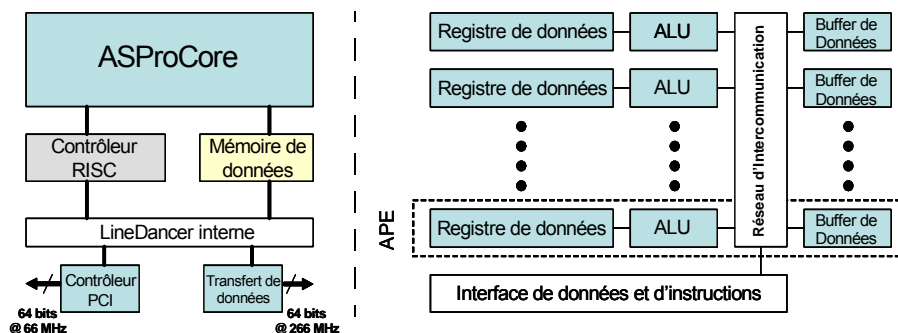 ASProCore
Contrôleur
RISC
Mémoire de
données
LineDancer interne
Contrôleur
PCI
Transfert de
données
64 bits
@ 66 MHz
64 bits
@ 266 MHz
Registre de données
ALU
Buffer de
Données
Registre de données
ALU
Buffer de
Données
Réseau d'Intercommunication
APE
Registre de données
ALU
Buffer de
Données
Interface de données et d'instructions